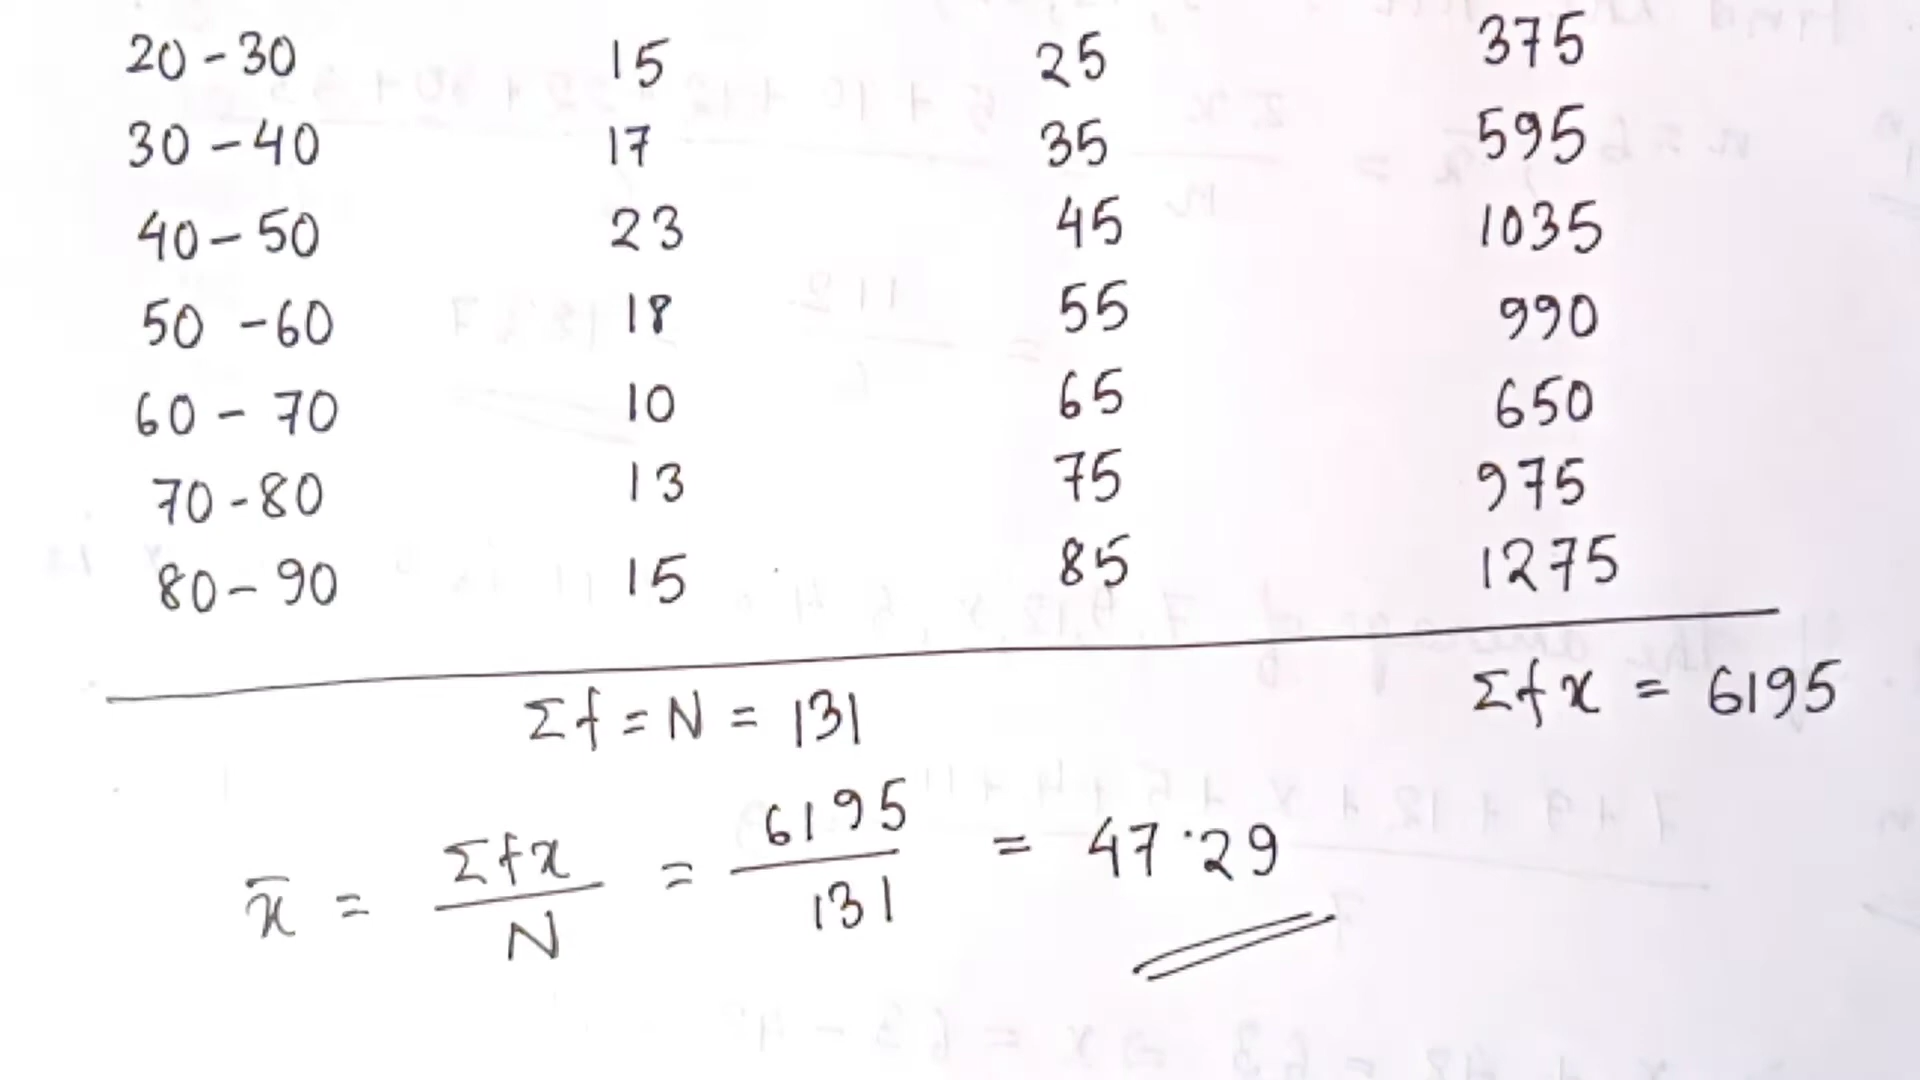 20 - 30 15 25 375
30 - 40 17 35 595
40 - 50 23 45 1035
50 - 60 18 55 990
60 - 70 10 65 650
70 - 80 13 75 975
80 - 90 15 85 1275
Σf = N = 131 Σfx = 6195
x̄ = Σfx / N = 6195 / 131 = 47.29